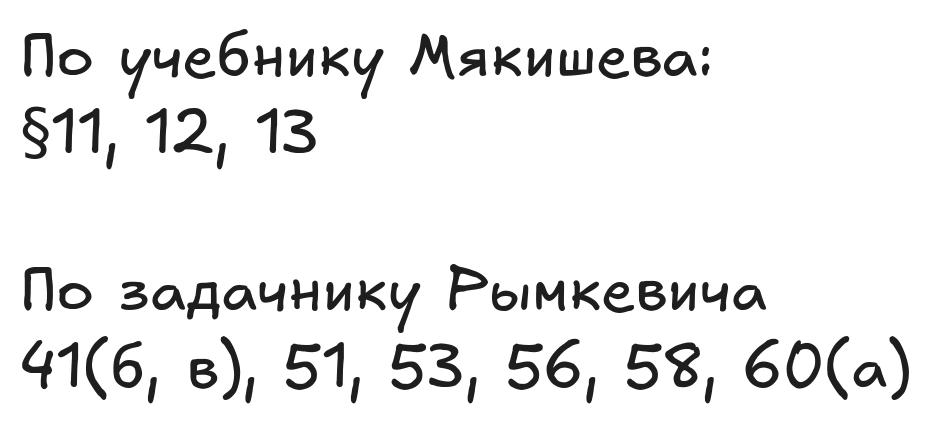 По учебнику Мякишева:
§11, 12, 13
По задачнику Рымкевича
41(б, в), 51, 53, 56, 58, 60(а)